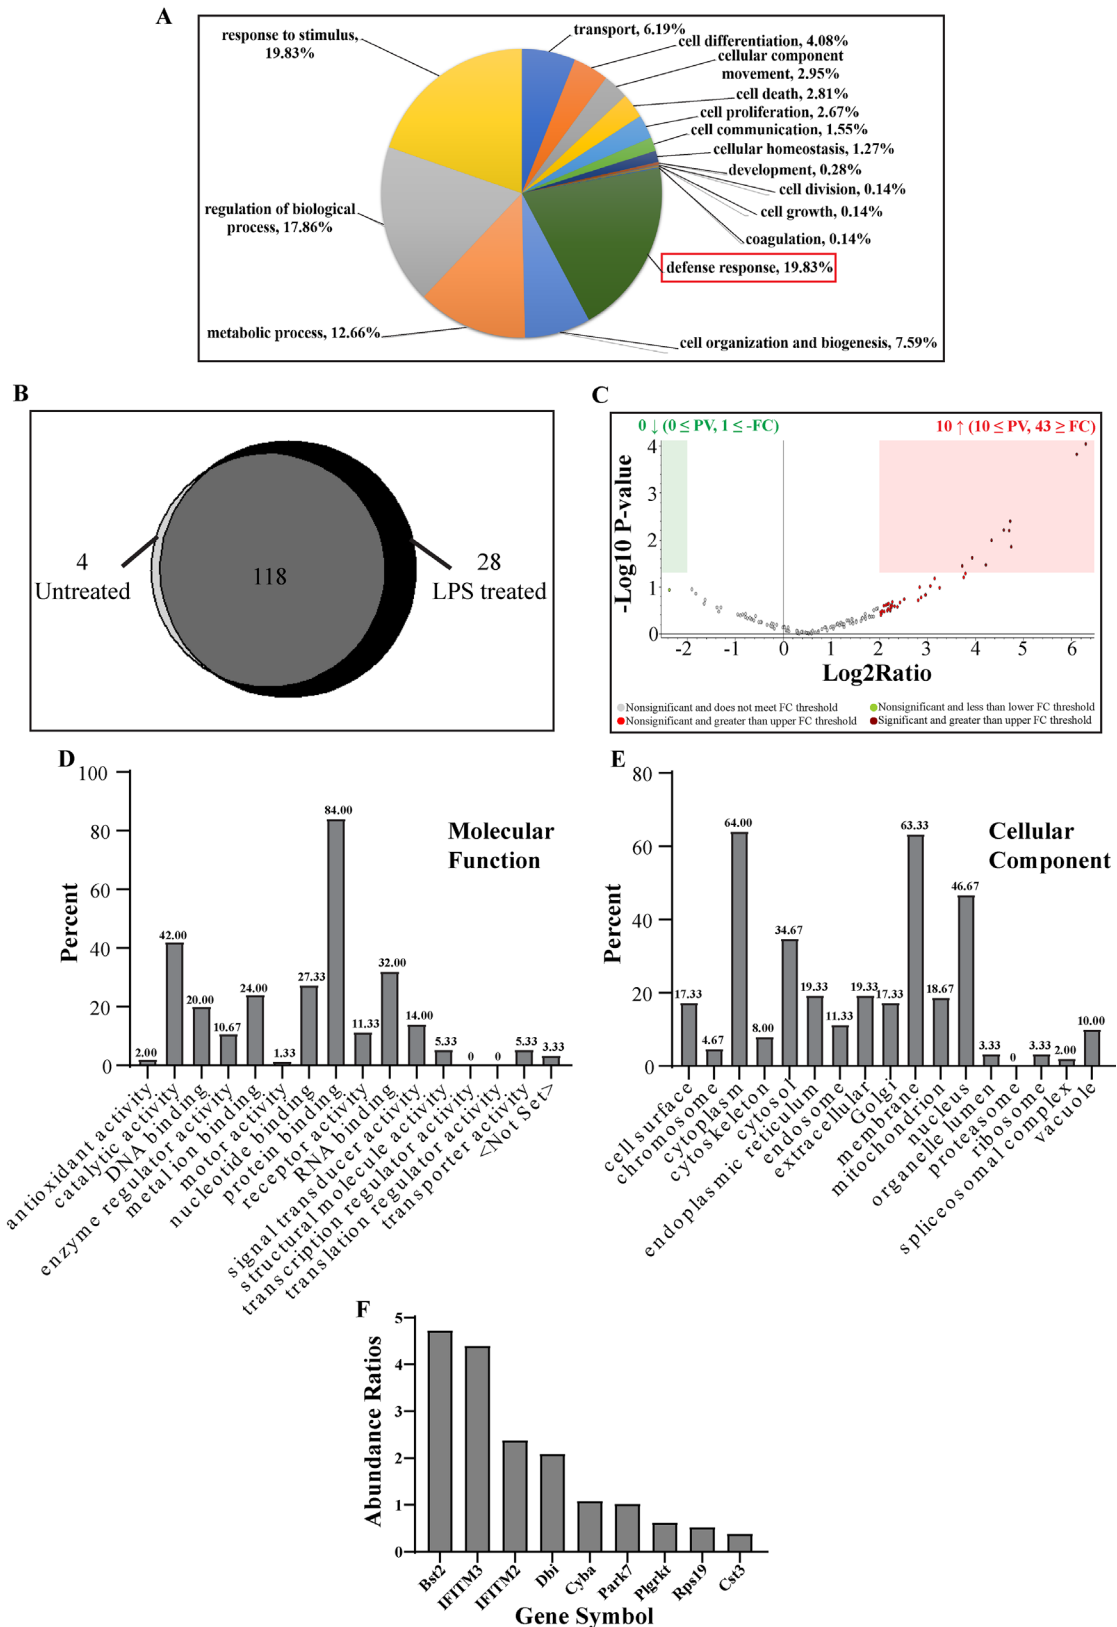 A
response to stimulus,
19.83%
transport, 6.19%
cell differentiation, 4.08%
cellular component
movement, 2.95%
cell death, 2.81%
cell proliferation, 2.67%
cell communication, 1.55%
cellular homeostasis, 1.27%
development, 0.28%
cell division, 0.14%
cell growth, 0.14%
coagulation, 0.14%
defense response, 19.83%
regulation of biological
process, 17.86%
metabolic process, 12.66%
cell organization and biogenesis, 7.59%
B
4
Untreated
118
28
LPS treated
C
0 ↓ (0 ≤ PV, 1 ≤ -FC)
10 ↑ (10 ≤ PV, 43 ≥ FC)
-Log10 P-value
4
3
2
1
0
-2 -1 0 1 2 3 4 5 6
Log2Ratio
Nonsignificant and does not meet FC threshold
Nonsignificant and less than lower FC threshold
Nonsignificant and greater than upper FC threshold
Significant and greater than upper FC threshold
D
Molecular
Function
Percent
100
80
60
40
20
0
2.00
42.00
20.00
10.67
24.00
1.33
27.33
84.00
11.33
32.00
14.00
5.33
0
0
5.33
3.33
antioxidant activity
catalytic activity
DNA binding
enzyme regulator activity
metal ion binding
motor activity
nucleotide binding
protein binding
receptor activity
RNA binding
signal transducer activity
structural molecule activity
transcription regulator activity
translation regulator activity
transporter activity
<Not Set>
E
Cellular
Component
Percent
80
60
40
20
0
17.33
4.67
64.00
8.00
34.67
19.33
11.33
19.33
17.33
63.33
18.67
46.67
3.33
0
3.33
2.00
10.00
cell surface
chromosome
cytoplasm
cytoskeleton
cytosol
endoplasmic reticulum
endosome
extracellular
Golgi
membrane
mitochondrion
nucleus
organelle lumen
proteasome
ribosome
spliceosomal complex
vacuole
F
Abundance Ratios
5
4
3
2
1
0
Bst2
IFITM3
IFITM2
Dbi
Cyba
Park7
Plgrkt
Rps19
Cst3
Gene Symbol